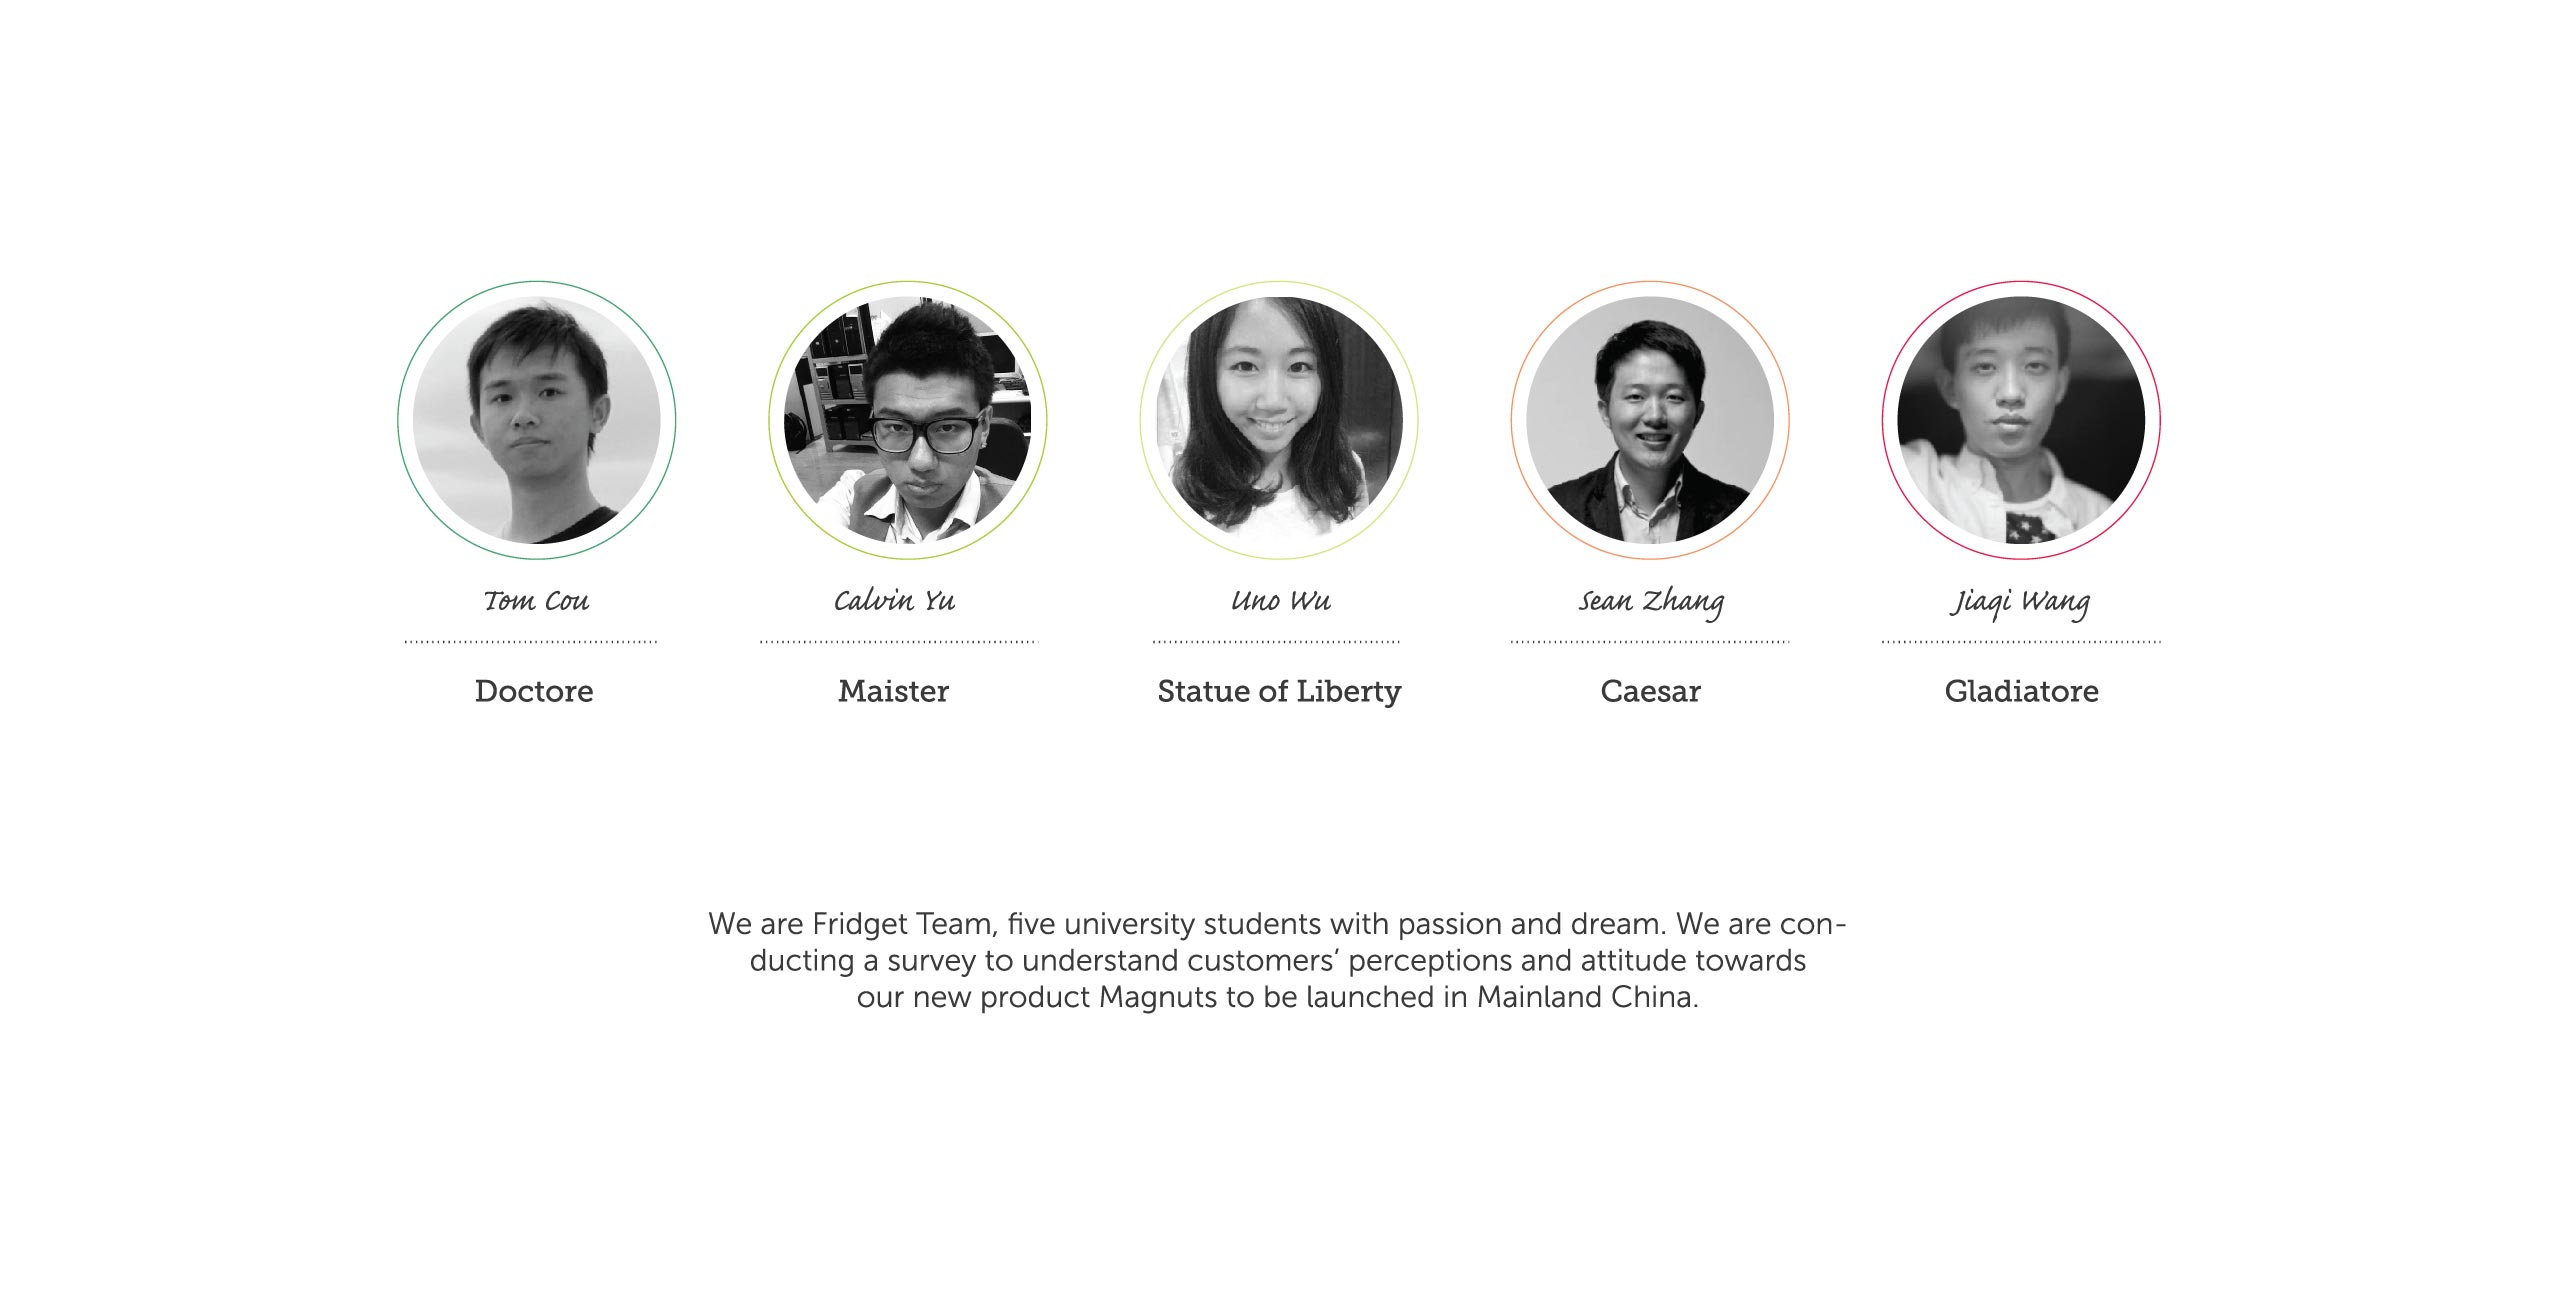 Tom Cou
Calvin Yu
Uno Wu
Sean Zhang
Jiaqi Wang
Doctore
Maister
Statue of Liberty
Caesar
Gladiatore
We are Fridget Team, five university students with passion and dream. We are con-
ducting a survey to understand customers’ perceptions and attitude towards
our new product Magnuts to be launched in Mainland China.